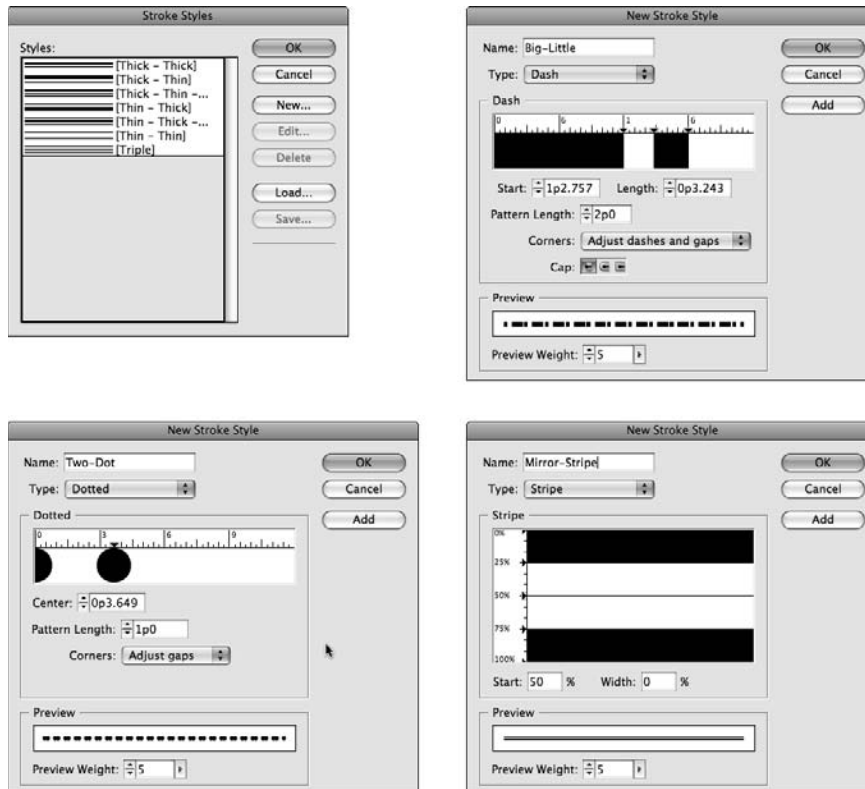 Stroke Styles
Styles:
[Thick - Thick]
[Thick - Thin]
[Thick - Thin -...
[Thin - Thick]
[Thin - Thick -...
[Thin - Thin]
[Triple]
OK
Cancel
New...
Edit...
Delete
Load...
Save...
New Stroke Style
Name: Big-Little
Type: Dash
OK
Cancel
Add
Dash
0 6 1 6
Start: 1p2.757 Length: 0p3.243
Pattern Length: 2p0
Corners: Adjust dashes and gaps
Cap:
Preview
Preview Weight: 5
New Stroke Style
Name: Two-Dot
Type: Dotted
OK
Cancel
Add
Dotted
0 3 6 9
Center: 0p3.649
Pattern Length: 1p0
Corners: Adjust gaps
Preview
Preview Weight: 5
New Stroke Style
Name: Mirror-Stripe
Type: Stripe
OK
Cancel
Add
Stripe
0%
25%
50%
75%
100%
Start: 50 % Width: 0 %
Preview
Preview Weight: 5